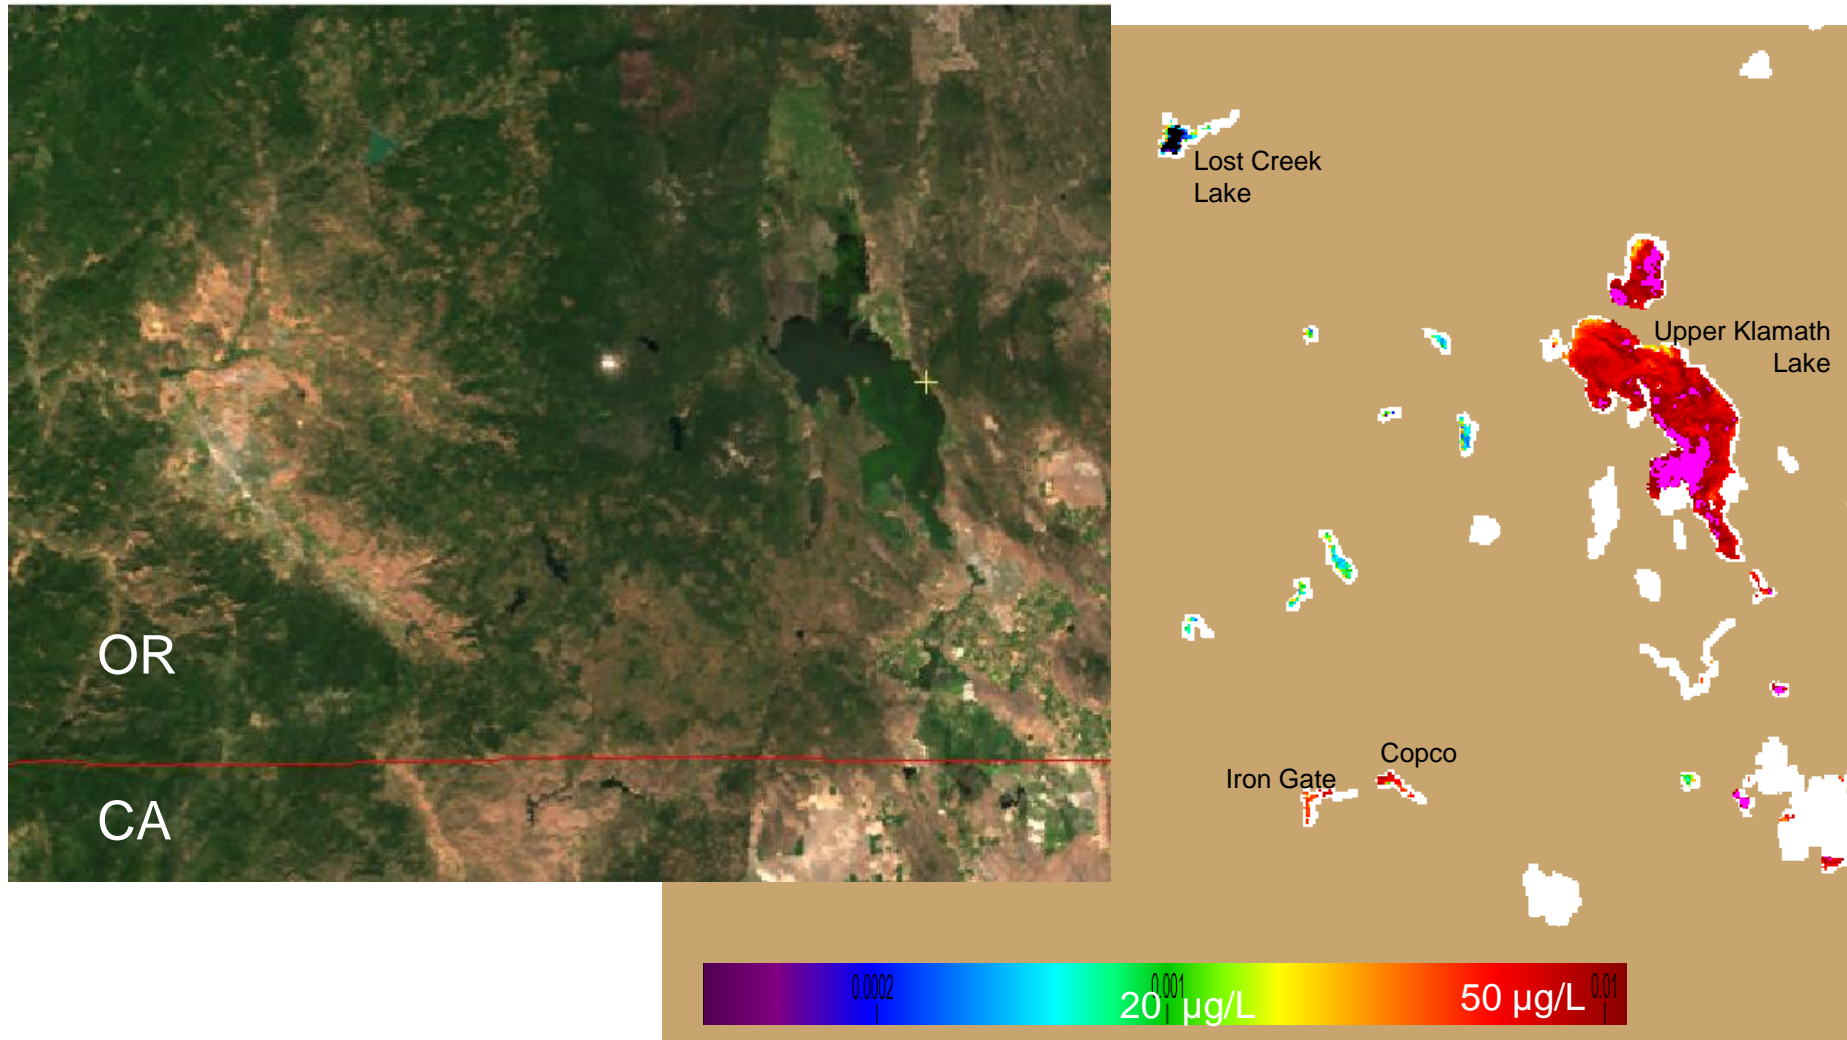 Lost Creek
Lake
Upper Klamath
Lake
OR
Copco
Iron Gate
CA
0.0002
0.001
0.01
20 µg/L
50 µg/L